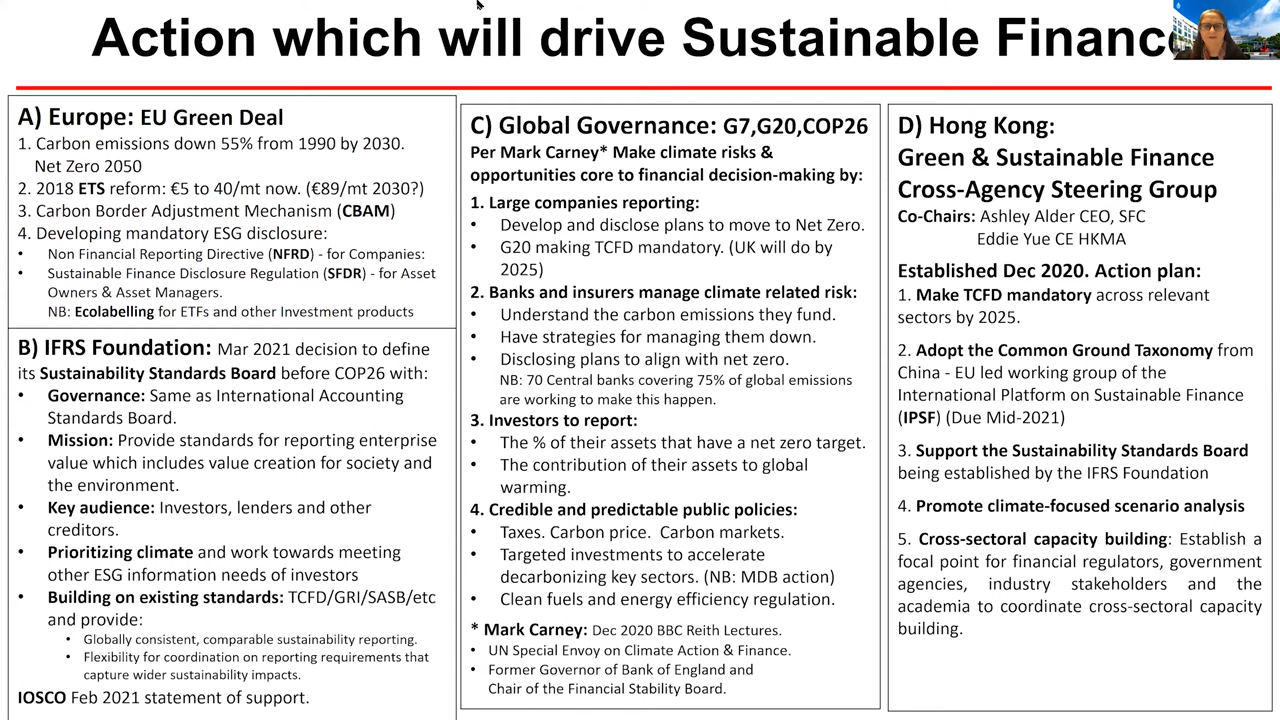 Action which will drive Sustainable Financ
A) Europe: EU Green Deal
1. Carbon emissions down 55% from 1990 by 2030.
Net Zero 2050
2. 2018 ETS reform: €5 to 40/mt now. (€89/mt 2030?)
3. Carbon Border Adjustment Mechanism (CBAM)
4. Developing mandatory ESG disclosure:
• Non Financial Reporting Directive (NFRD) - for Companies:
• Sustainable Finance Disclosure Regulation (SFDR) - for Asset
Owners & Asset Managers.
NB: Ecolabelling for ETFs and other Investment products
B) IFRS Foundation: Mar 2021 decision to define
its Sustainability Standards Board before COP26 with:
• Governance: Same as International Accounting
Standards Board.
• Mission: Provide standards for reporting enterprise
value which includes value creation for society and
the environment.
• Key audience: Investors, lenders and other
creditors.
• Prioritizing climate and work towards meeting
other ESG information needs of investors
• Building on existing standards: TCFD/GRI/SASB/etc
and provide:
• Globally consistent, comparable sustainability reporting.
• Flexibility for coordination on reporting requirements that
capture wider sustainability impacts.
IOSCO Feb 2021 statement of support.
C) Global Governance: G7,G20,COP26
Per Mark Carney* Make climate risks &
opportunities core to financial decision-making by:
1. Large companies reporting:
• Develop and disclose plans to move to Net Zero.
• G20 making TCFD mandatory. (UK will do by
2025)
2. Banks and insurers manage climate related risk:
• Understand the carbon emissions they fund.
• Have strategies for managing them down.
• Disclosing plans to align with net zero.
NB: 70 Central banks covering 75% of global emissions
are working to make this happen.
3. Investors to report:
• The % of their assets that have a net zero target.
• The contribution of their assets to global
warming.
4. Credible and predictable public policies:
• Taxes. Carbon price. Carbon markets.
• Targeted investments to accelerate
decarbonizing key sectors. (NB: MDB action)
• Clean fuels and energy efficiency regulation.
* Mark Carney: Dec 2020 BBC Reith Lectures.
• UN Special Envoy on Climate Action & Finance.
• Former Governor of Bank of England and
Chair of the Financial Stability Board.
D) Hong Kong:
Green & Sustainable Finance
Cross-Agency Steering Group
Co-Chairs: Ashley Alder CEO, SFC
Eddie Yue CE HKMA
Established Dec 2020. Action plan:
1. Make TCFD mandatory across relevant
sectors by 2025.
2. Adopt the Common Ground Taxonomy from
China - EU led working group of the
International Platform on Sustainable Finance
(IPSF) (Due Mid-2021)
3. Support the Sustainability Standards Board
being established by the IFRS Foundation
4. Promote climate-focused scenario analysis
5. Cross-sectoral capacity building: Establish a
focal point for financial regulators, government
agencies, industry stakeholders and the
academia to coordinate cross-sectoral capacity
building.